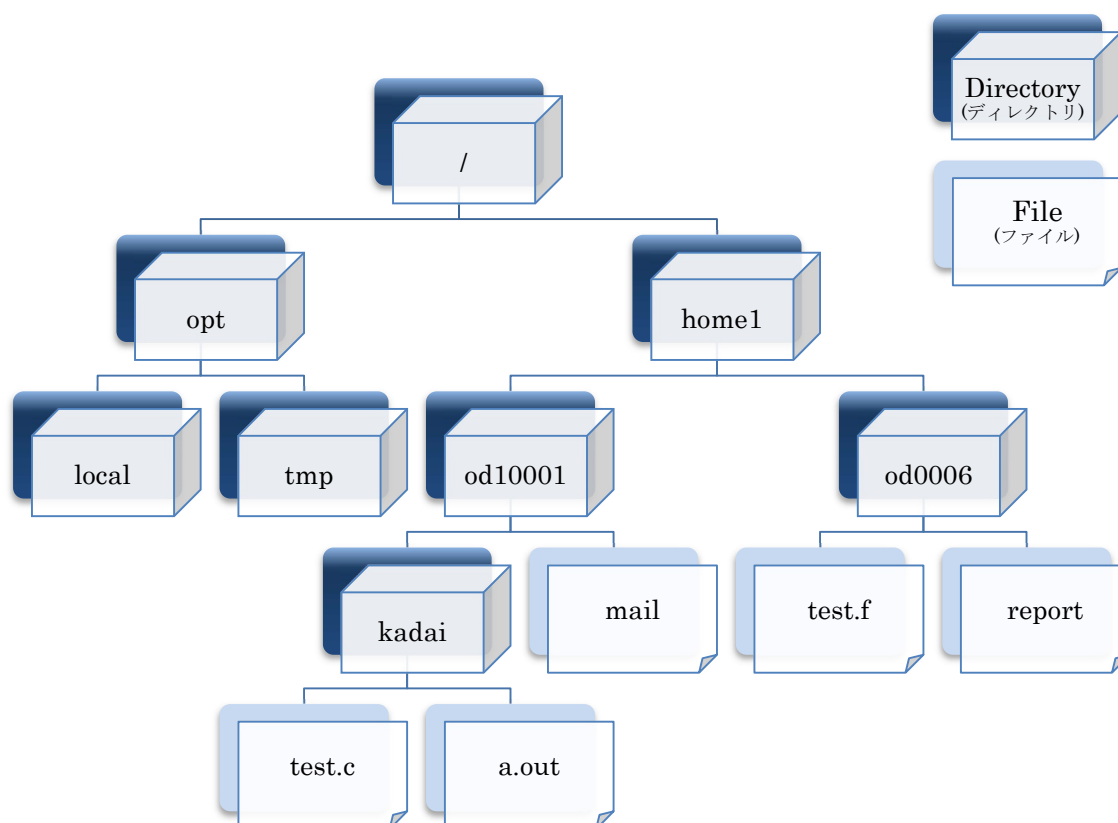 Directory
(ディレクトリ)
/
File
(ファイル)
opt
home1
local
tmp
od10001
od0006
kadai
mail
test.f
report
test.c
a.out